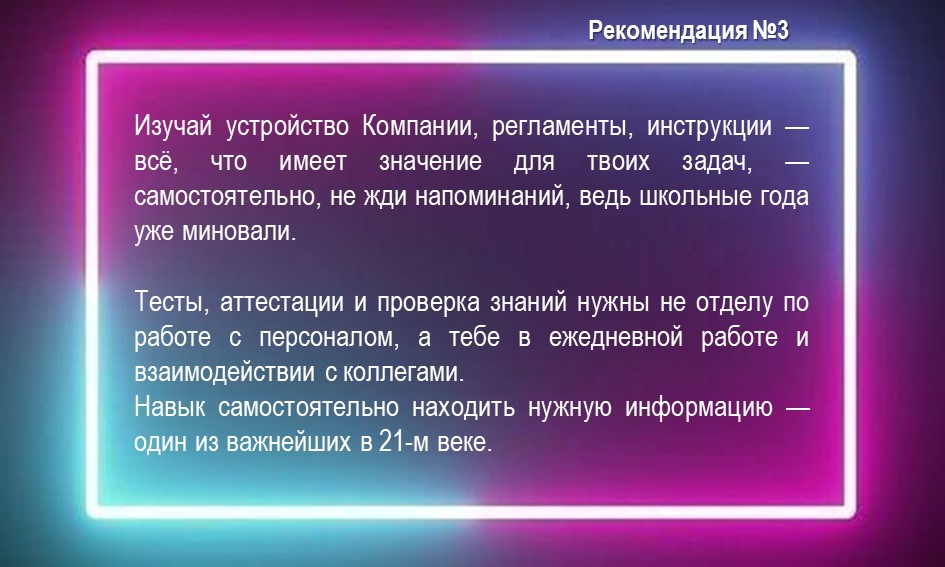 Рекомендация №3
Изучай устройство Компании, регламенты, инструкции —
всё, что имеет значение для твоих задач, —
самостоятельно, не жди напоминаний, ведь школьные года
уже миновали.
Тесты, аттестации и проверка знаний нужны не отделу по
работе с персоналом, а тебе в ежедневной работе и
взаимодействии с коллегами.
Навык самостоятельно находить нужную информацию —
один из важнейших в 21-м веке.